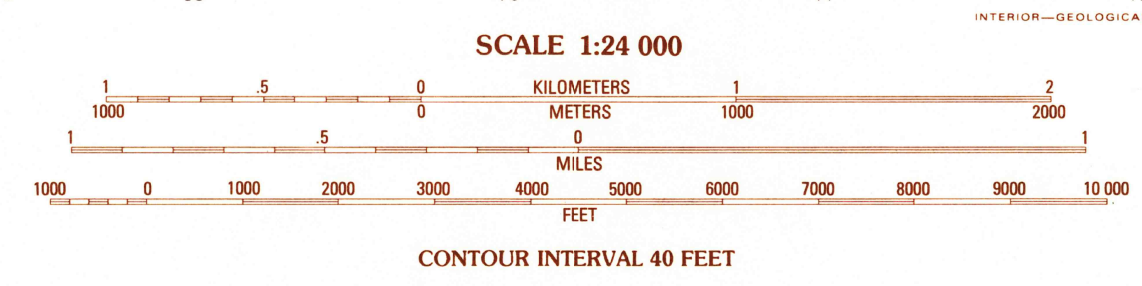 INTERIOR—GEOLOGICA
SCALE 1:24 000
1 .5 0 KILOMETERS 1 2
1000 0 METERS 1000 2000
1 .5 0 1
MILES
1000 0 1000 2000 3000 4000 5000 6000 7000 8000 9000 10 000
FEET
CONTOUR INTERVAL 40 FEET